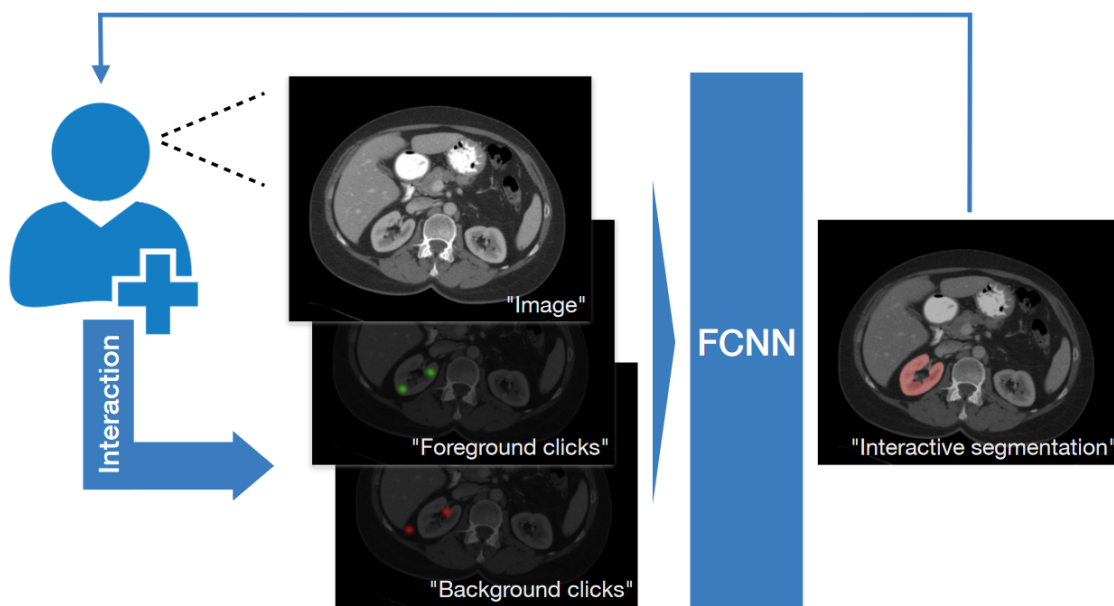 "Image"
FCNN
Interaction
"Foreground clicks"
"Interactive segmentation"
"Background clicks"